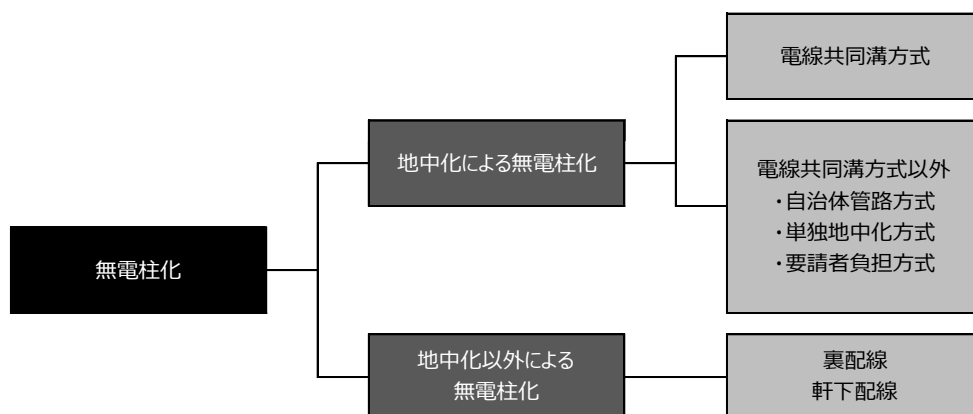 無電柱化
地中化による無電柱化
電線共同溝方式
電線共同溝方式以外
・自治体管路方式
・単独地中化方式
・要請者負担方式
地中化以外による
無電柱化
裏配線
軒下配線